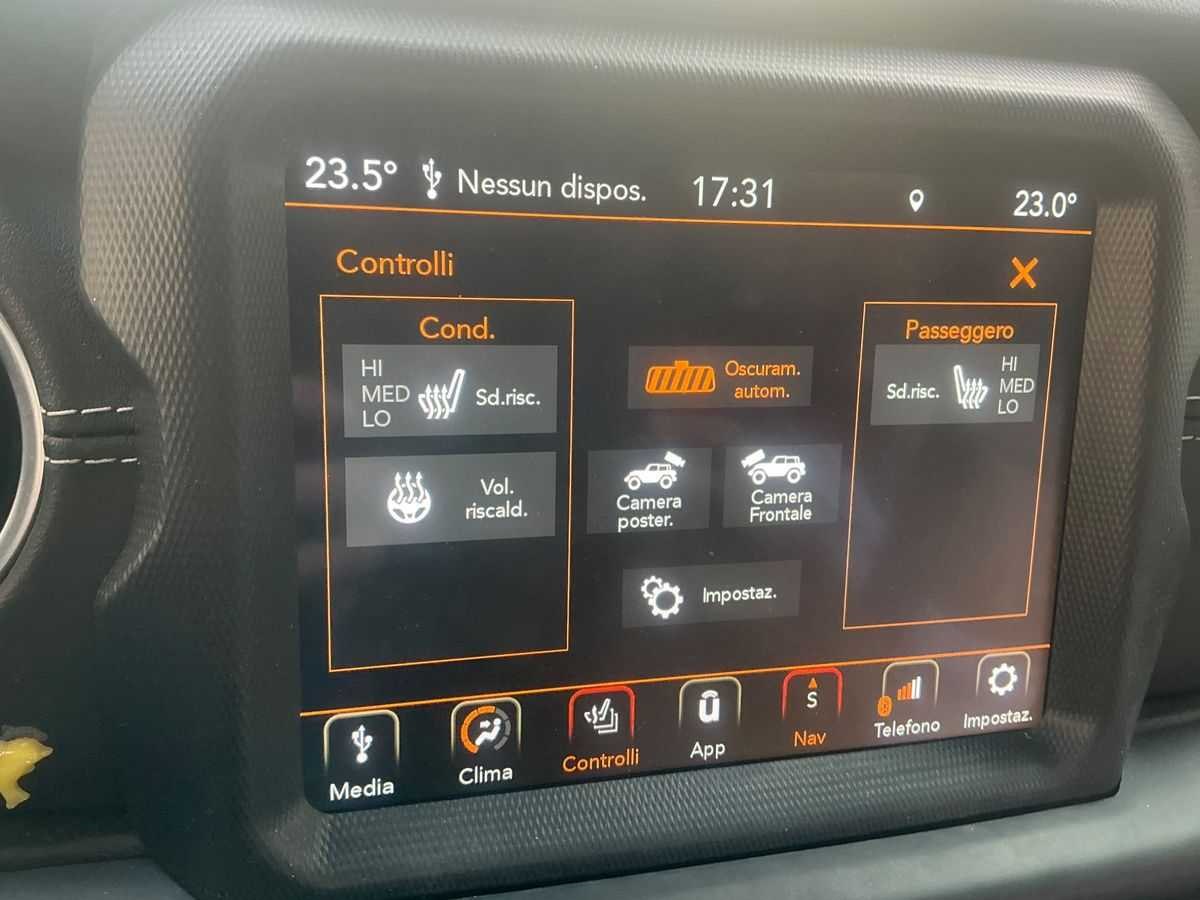 23.5° Nessun dispos. 17:31 23.0°
Controlli
Cond.
HI
MED
LO
Sd.risc.
Vol.
riscald.
Oscuram.
autom.
Camera
poster.
Camera
Frontale
Impostaz.
Passeggero
Sd.risc.
HI
MED
LO
Media
Clima
Controlli
App
S
Nav
Telefono
Impostaz.